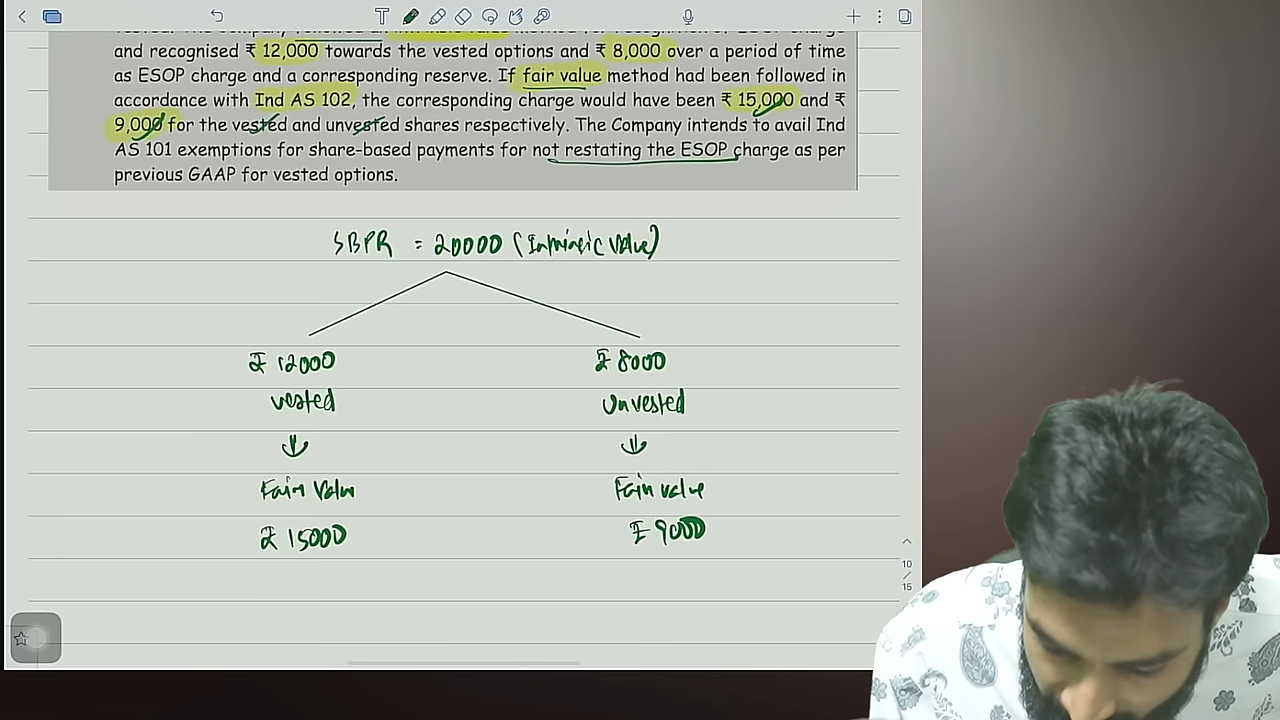 and recognised ₹ 12,000 towards the vested options and ₹ 8,000 over a period of time
as ESOP charge and a corresponding reserve. If fair value method had been followed in
accordance with Ind AS 102, the corresponding charge would have been ₹ 15,000 and ₹
9,000 for the vested and unvested shares respectively. The Company intends to avail Ind
AS 101 exemptions for share-based payments for not restating the ESOP charge as per
previous GAAP for vested options.
SBPR = 20000 (Intrinsic Value)
₹ 12000 ₹ 8000
vested unvested
Fair Value Fair value
₹ 15000 ₹ 9000
10
/
15